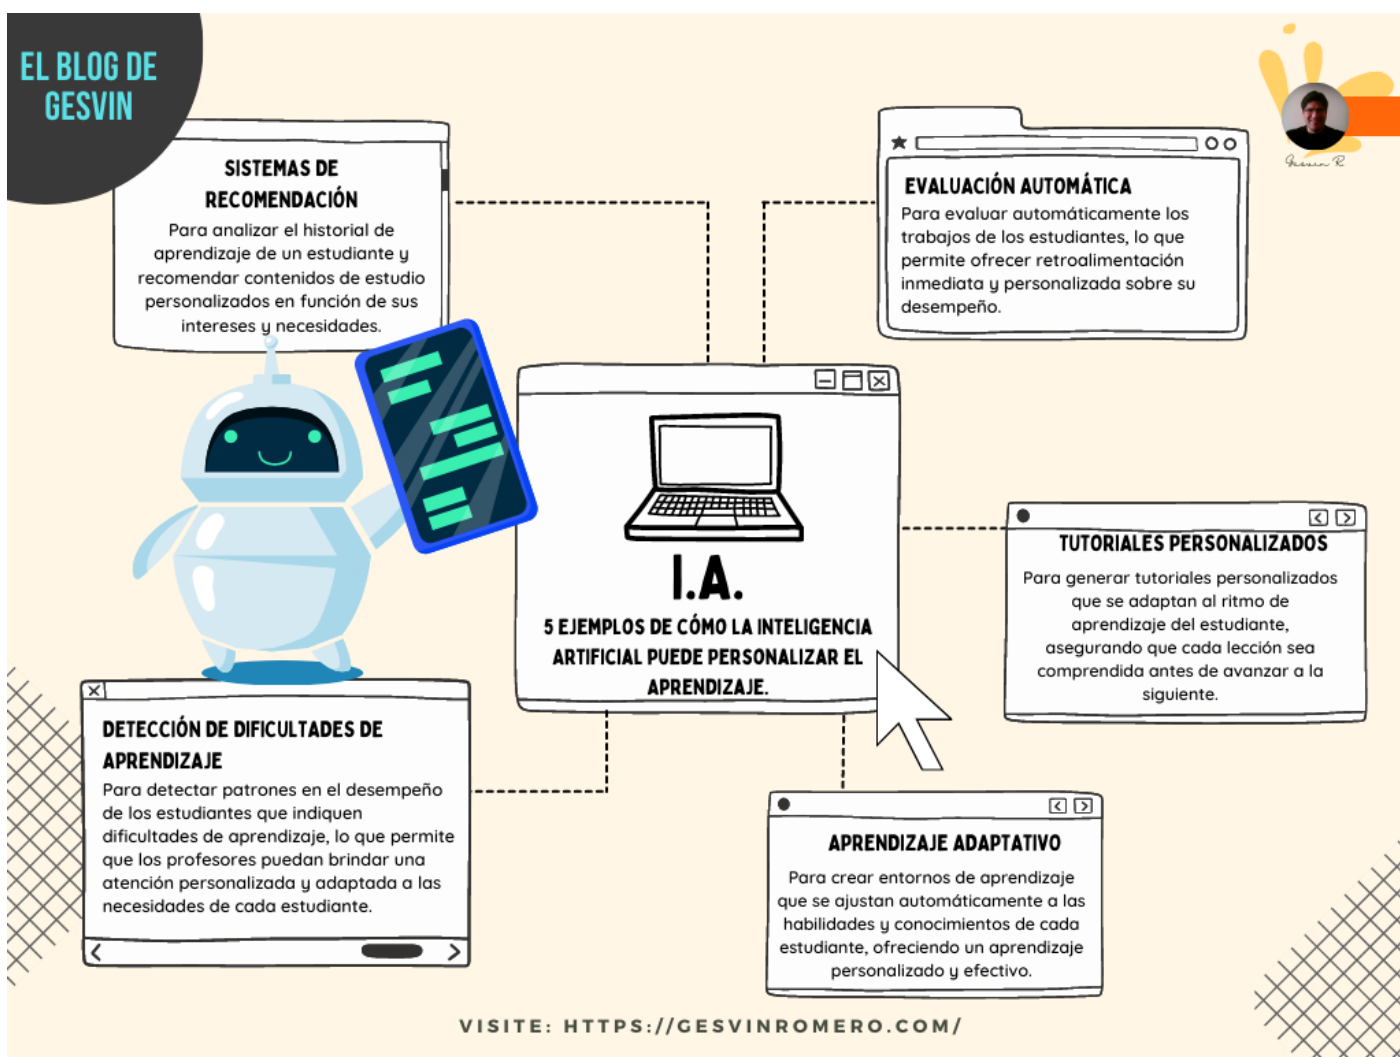 EL BLOG DE
GESVIN
SISTEMAS DE
RECOMENDACIÓN
Para analizar el historial de
aprendizaje de un estudiante y
recomendar contenidos de estudio
personalizados en función de sus
intereses y necesidades.
EVALUACIÓN AUTOMÁTICA
Para evaluar automáticamente los
trabajos de los estudiantes, lo que
permite ofrecer retroalimentación
inmediata y personalizada sobre su
desempeño.
Gesvin R.
I.A.
5 EJEMPLOS DE CÓMO LA INTELIGENCIA
ARTIFICIAL PUEDE PERSONALIZAR EL
APRENDIZAJE.
TUTORIALES PERSONALIZADOS
Para generar tutoriales personalizados
que se adaptan al ritmo de
aprendizaje del estudiante,
asegurando que cada lección sea
comprendida antes de avanzar a la
siguiente.
DETECCIÓN DE DIFICULTADES DE
APRENDIZAJE
Para detectar patrones en el desempeño
de los estudiantes que indiquen
dificultades de aprendizaje, lo que permite
que los profesores puedan brindar una
atención personalizada y adaptada a las
necesidades de cada estudiante.
APRENDIZAJE ADAPTATIVO
Para crear entornos de aprendizaje
que se ajustan automáticamente a las
habilidades y conocimientos de cada
estudiante, ofreciendo un aprendizaje
personalizado y efectivo.
VISITE: HTTPS://GESVINROMERO.COM/